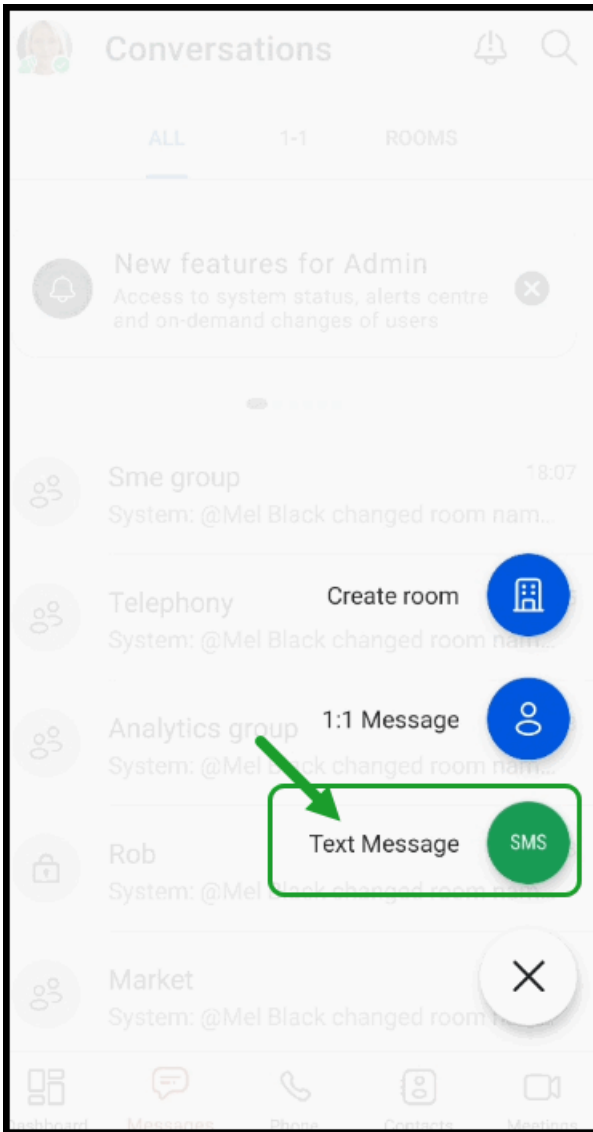 Conversations
ALL 1-1 ROOMS
New features for Admin
Access to system status, alerts centre
and on-demand changes of users
Sme group 18:07
System: @Mel Black changed room nam...
Create room
Telephony
System: @Mel Black changed room nam...
1:1 Message
Analytics group
System: @Mel Black changed room nam...
Text Message SMS
Rob
System: @Mel Black changed room nam...
Market
System: @Mel Black changed room
Dashboard Messages Phone Contacts Meetings